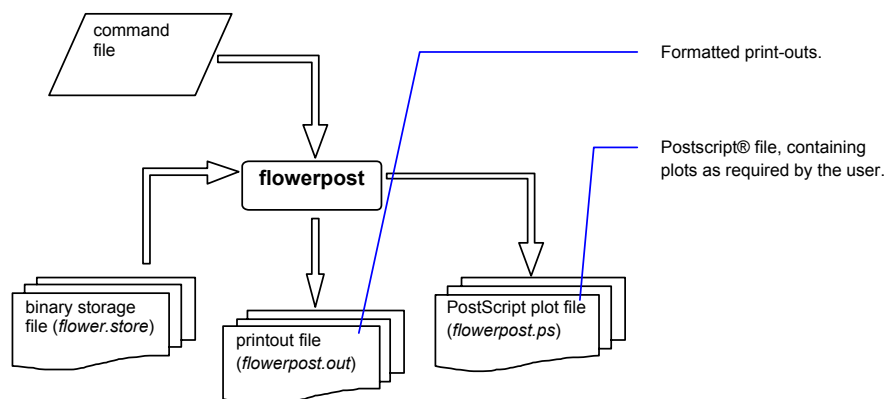 command
file
Formatted print-outs.
Postscript® file, containing
plots as required by the user.
flowerpost
binary storage
file (flower.store)
printout file
(flowerpost.out)
PostScript plot file
(flowerpost.ps)